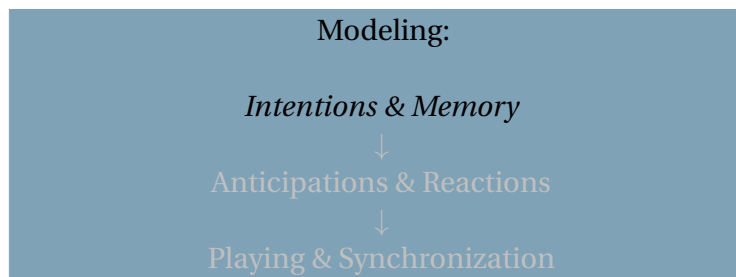 Modeling:
Intentions & Memory
↓
Anticipations & Reactions
↓
Playing & Synchronization